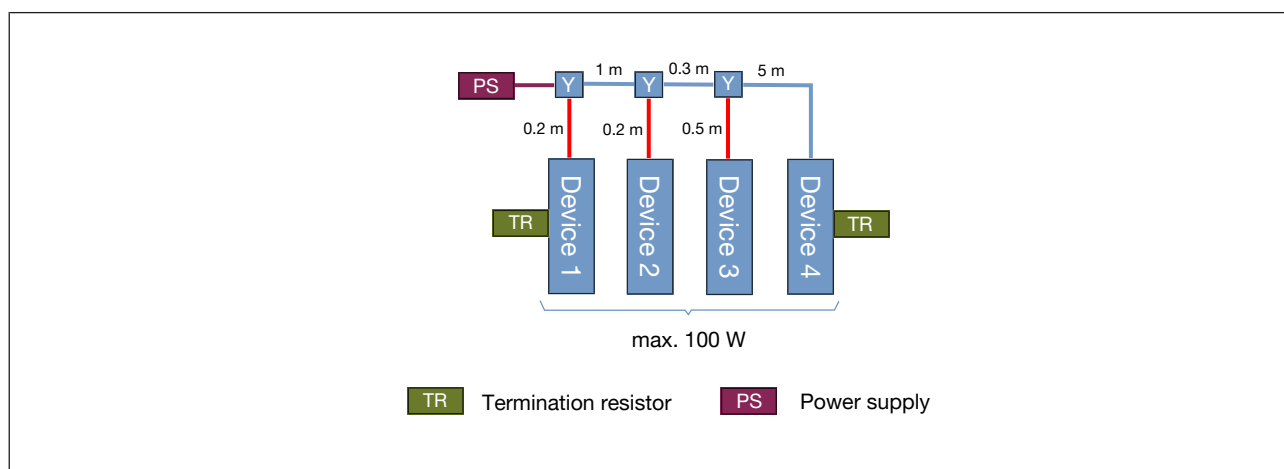 PS Y 1 m Y 0.3 m Y 5 m
0.2 m 0.2 m 0.5 m
TR Device 1 Device 2 Device 3 Device 4 TR
max. 100 W
TR Termination resistor PS Power supply